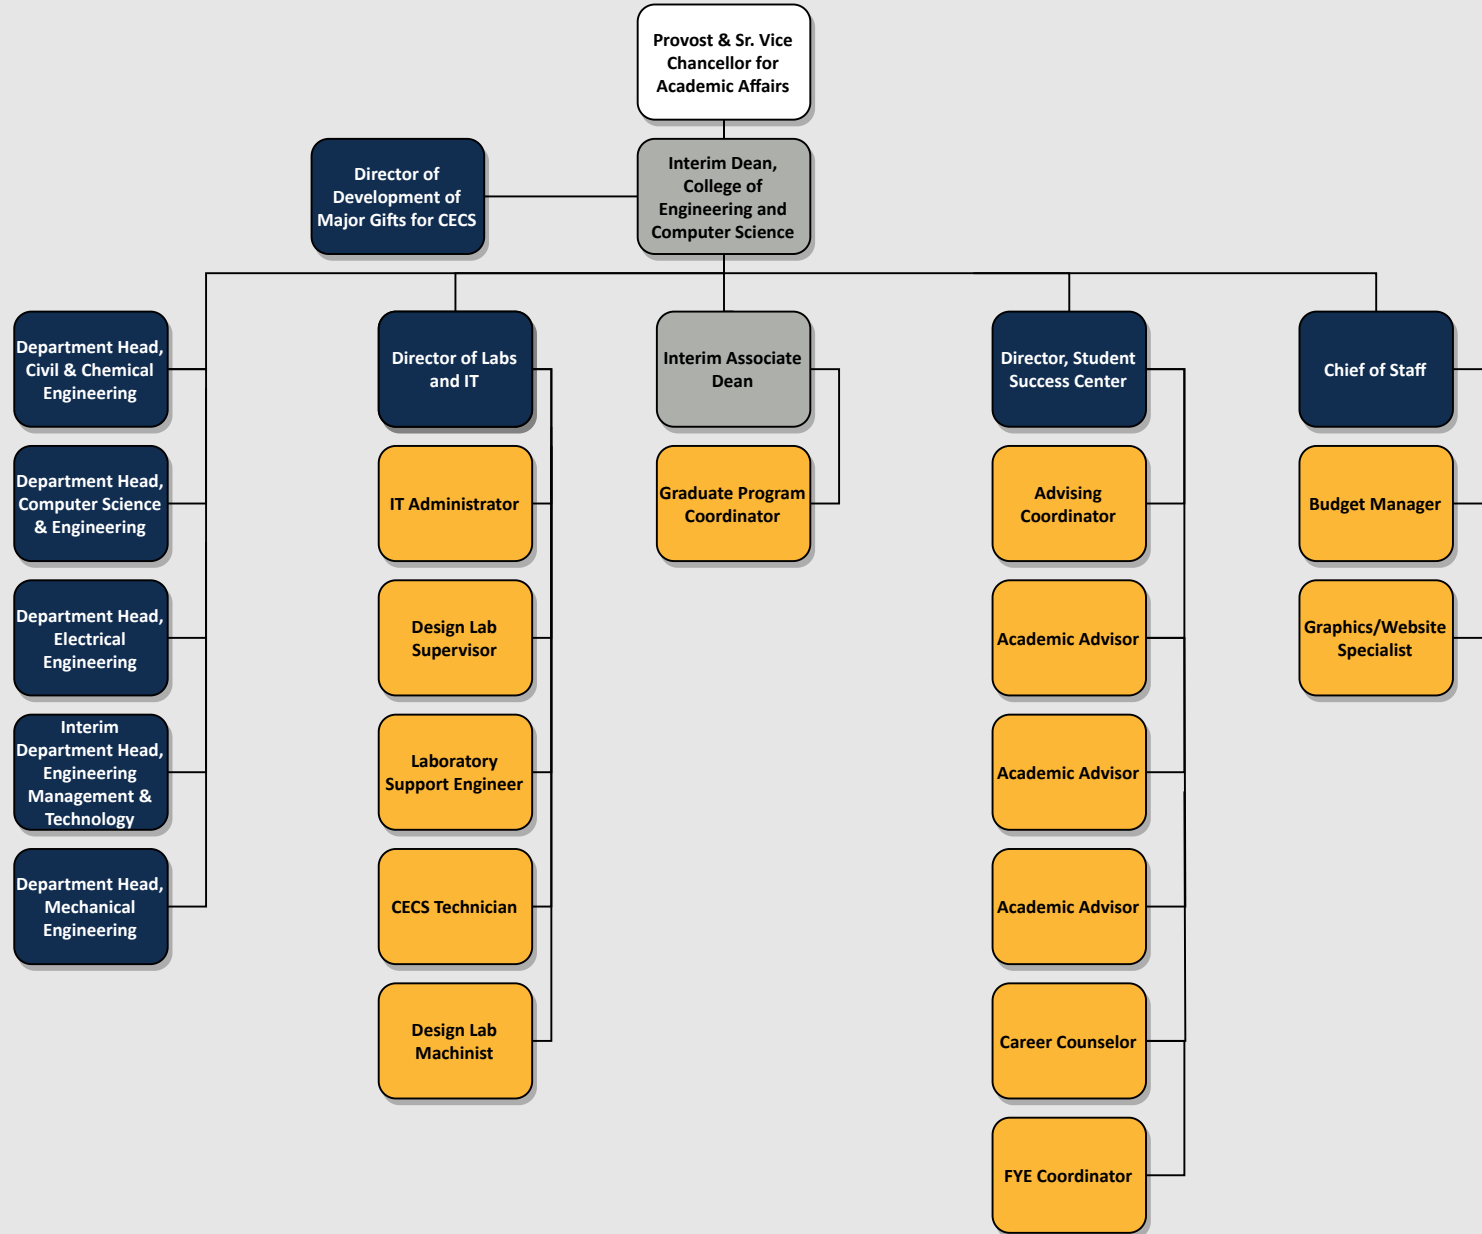 Provost & Sr. Vice
Chancellor for
Academic Affairs
Director of
Development of
Major Gifts for CECS
Interim Dean,
College of
Engineering and
Computer Science
Department Head,
Civil & Chemical
Engineering
Department Head,
Computer Science
& Engineering
Department Head,
Electrical
Engineering
Interim
Department Head,
Engineering
Management &
Technology
Department Head,
Mechanical
Engineering
Director of Labs
and IT
IT Administrator
Design Lab
Supervisor
Laboratory
Support Engineer
CECS Technician
Design Lab
Machinist
Interim Associate
Dean
Graduate Program
Coordinator
Director, Student
Success Center
Advising
Coordinator
Academic Advisor
Academic Advisor
Academic Advisor
Career Counselor
FYE Coordinator
Chief of Staff
Budget Manager
Graphics/Website
Specialist